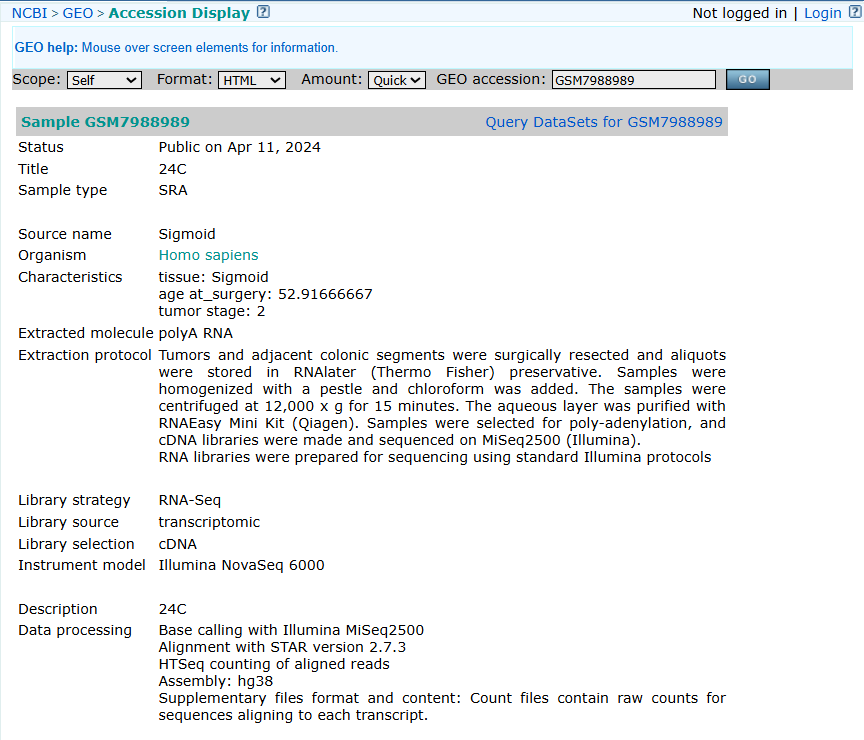 NCBI > GEO > Accession Display ? Not logged in | Login ?
GEO help: Mouse over screen elements for information.
Scope: Self Format: HTML Amount: Quick GEO accession: GSM7988989 GO
Sample GSM7988989 Query DataSets for GSM7988989
Status Public on Apr 11, 2024
Title 24C
Sample type SRA
Source name Sigmoid
Organism Homo sapiens
Characteristics tissue: Sigmoid
age at_surgery: 52.91666667
tumor stage: 2
Extracted molecule polyA RNA
Extraction protocol Tumors and adjacent colonic segments were surgically resected and aliquots
were stored in RNAlater (Thermo Fisher) preservative. Samples were
homogenized with a pestle and chloroform was added. The samples were
centrifuged at 12,000 x g for 15 minutes. The aqueous layer was purified with
RNAEasy Mini Kit (Qiagen). Samples were selected for poly-adenylation, and
cDNA libraries were made and sequenced on MiSeq2500 (Illumina).
RNA libraries were prepared for sequencing using standard Illumina protocols
Library strategy RNA-Seq
Library source transcriptomic
Library selection cDNA
Instrument model Illumina NovaSeq 6000
Description 24C
Data processing Base calling with Illumina MiSeq2500
Alignment with STAR version 2.7.3
HTSeq counting of aligned reads
Assembly: hg38
Supplementary files format and content: Count files contain raw counts for
sequences aligning to each transcript.